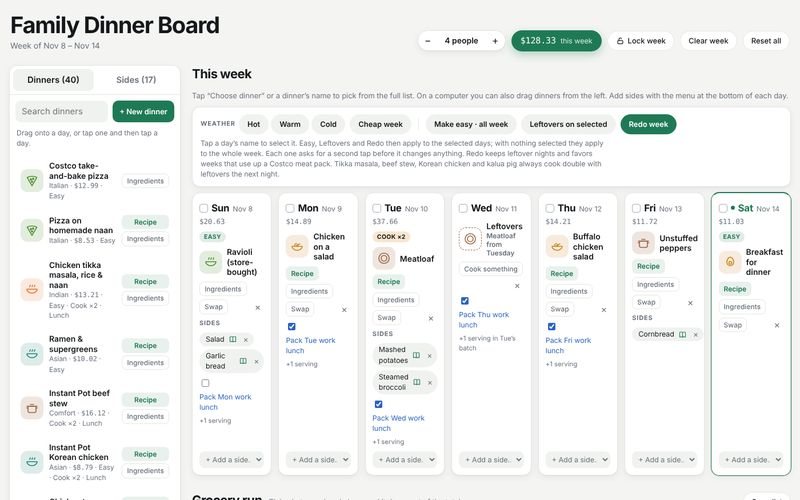 Family Dinner Board
Week of Nov 8 – Nov 14
− 4 people +
$128.33 this week
Lock week
Clear week
Reset all
Dinners (40)
Sides (17)
Search dinners
+ New dinner
Drag onto a day, or tap one and then tap a
day.
Costco take-
and-bake pizza
Italian · $12.99 ·
Easy
Ingredients
Pizza on
homemade naan
Italian · $8.53 · Easy
Recipe
Ingredients
Chicken tikka
masala, rice &
naan
Indian · $13.21 ·
Easy · Cook ×2 ·
Lunch
Recipe
Ingredients
Ramen &
supergreens
Asian · $10.02 ·
Easy
Recipe
Ingredients
Instant Pot beef
stew
Comfort · $16.12 ·
Cook ×2 · Lunch
Recipe
Ingredients
Instant Pot
Korean chicken
Asian · $8.79 · Easy
· Cook ×2 · Lunch
Recipe
Ingredients
This week
Tap “Choose dinner” or a dinner’s name to pick from the full list. On a computer you can also drag dinners from the left. Add sides with the menu at the bottom of each day.
WEATHER
Hot
Warm
Cold
Cheap week
Make easy · all week
Leftovers on selected
Redo week
Tap a day’s name to select it. Easy, Leftovers and Redo then apply to the selected days; with nothing selected they apply
to the whole week. Each one asks for a second tap before it changes anything. Redo keeps leftover nights and favors
weeks that use up a Costco meat pack. Tikka masala, beef stew, Korean chicken and kalua pig always cook double with
leftovers the next night.
Sun Nov 8
$20.63
EASY
Ravioli
(store-
bought)
Recipe
Ingredients
Swap ×
SIDES
Salad ×
Garlic
bread ×
Pack Mon work
lunch
+1 serving
+ Add a side.
Mon Nov 9
$14.89
Chicken
on a
salad
Recipe
Ingredients
Swap ×
Pack Tue work
lunch
+1 serving
+ Add a side.
Tue Nov 10
$37.66
COOK ×2
Meatloaf
Recipe
Ingredients
Swap ×
SIDES
Mashed
potatoes ×
Steamed
broccoli ×
Pack Wed work
lunch
+1 serving
+ Add a side.
Wed Nov 11
Leftovers
Meatloaf
from
Tuesday
Cook something
×
Pack Thu work
lunch
+1 serving in Tue’s
batch
+ Add a side.
Thu Nov 12
$14.21
Buffalo
chicken
salad
Recipe
Ingredients
Swap ×
Pack Fri work
lunch
+1 serving
+ Add a side.
Fri Nov 13
$11.72
Unstuffed
peppers
Recipe
Ingredients
Swap ×
SIDES
Cornbread ×
+ Add a side.
• Sat Nov 14
$11.03
EASY
Breakfast
for
dinner
Recipe
Ingredients
Swap ×
+ Add a side.
Grocery run